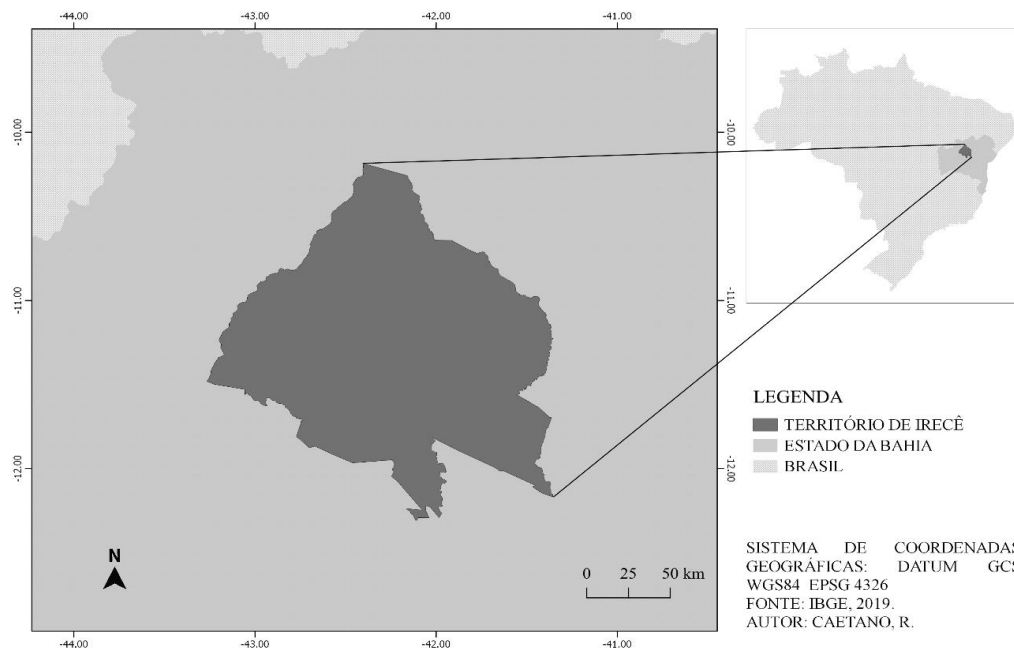 -44.00 -43.00 -42.00 -41.00
-10.00 -10.00
-11.00 -11.00
-12.00 -12.00
N
0 25 50 km
-44.00 -43.00 -42.00 -41.00
LEGENDA
TERRITÓRIO DE IRECÊ
ESTADO DA BAHIA
BRASIL
SISTEMA DE COORDENADAS
GEOGRÁFICAS: DATUM GCS
WGS84 EPSG 4326
FONTE: IBGE, 2019.
AUTOR: CAETANO, R.